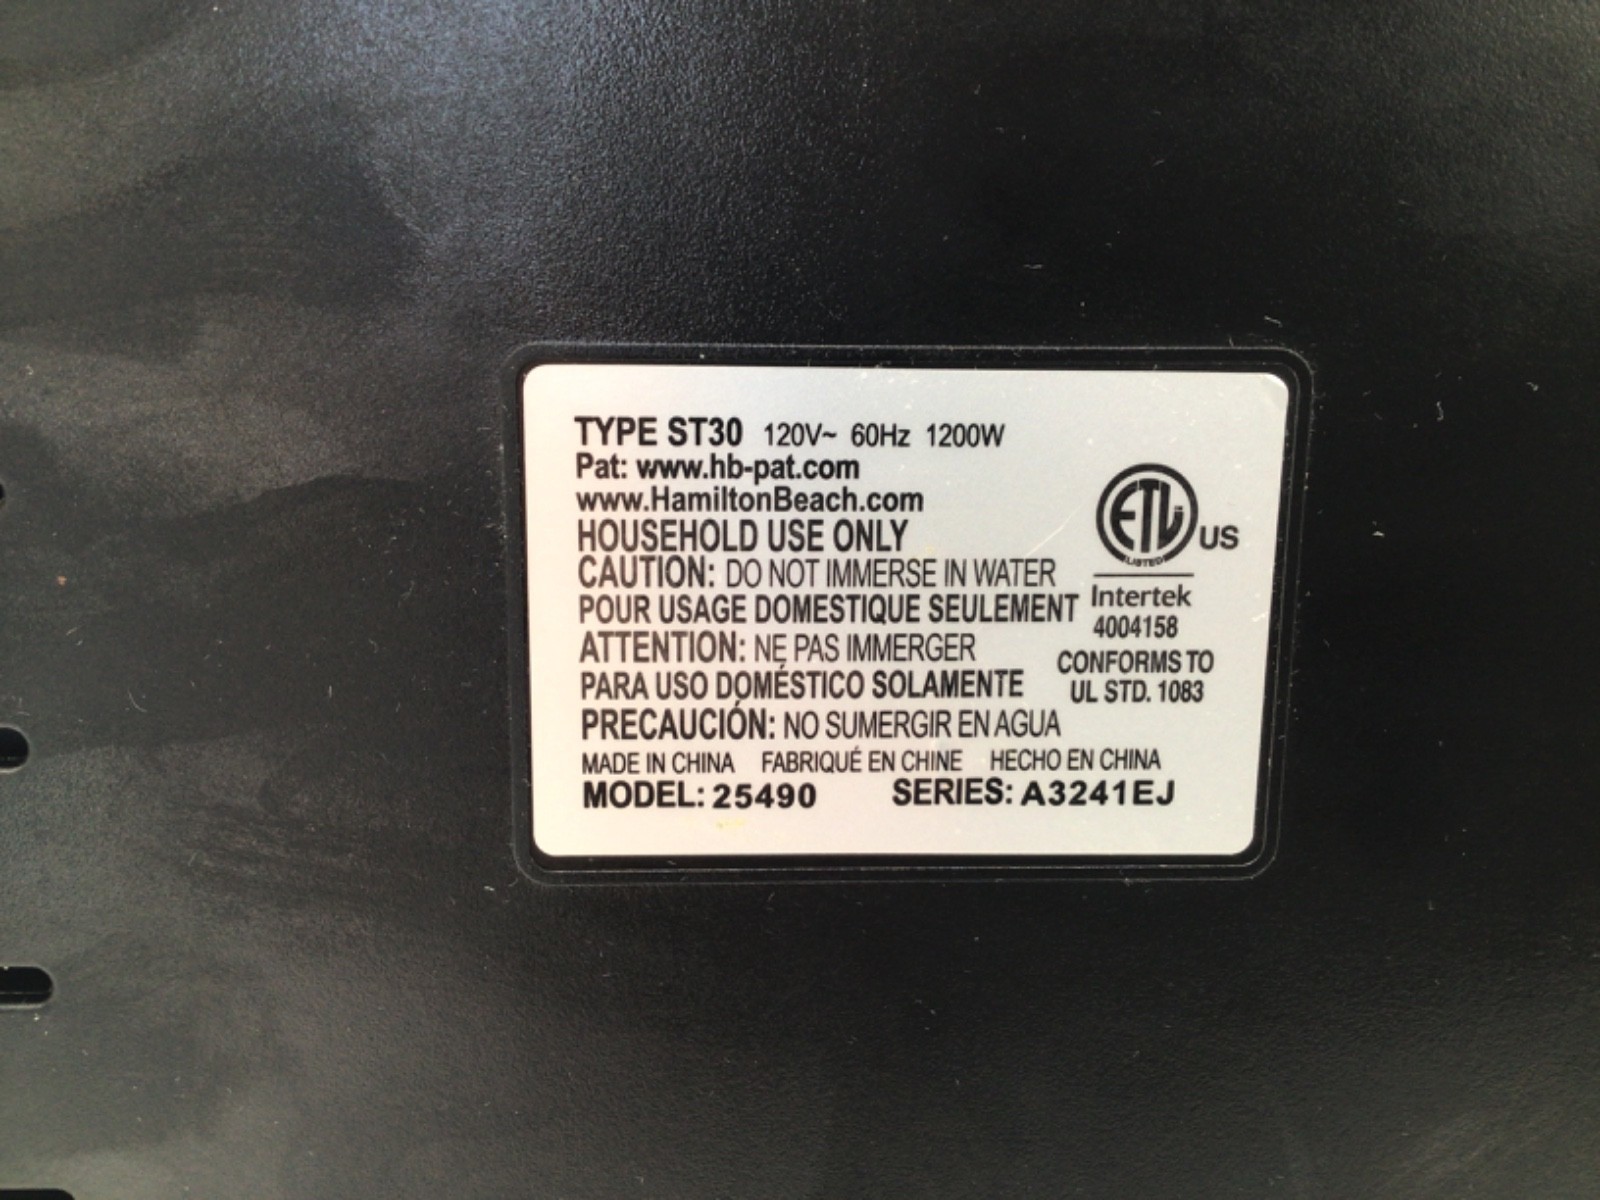 TYPE ST30 120V~ 60Hz 1200W
Pat: www.hb-pat.com
www.HamiltonBeach.com
HOUSEHOLD USE ONLY
CAUTION: DO NOT IMMERSE IN WATER
POUR USAGE DOMESTIQUE SEULEMENT
ATTENTION: NE PAS IMMERGER
PARA USO DOMÉSTICO SOLAMENTE
PRECAUCIÓN: NO SUMERGIR EN AGUA
MADE IN CHINA FABRIQUÉ EN CHINE HECHO EN CHINA
MODEL: 25490 SERIES: A3241EJ
ETL US
LISTED
Intertek
4004158
CONFORMS TO
UL STD. 1083